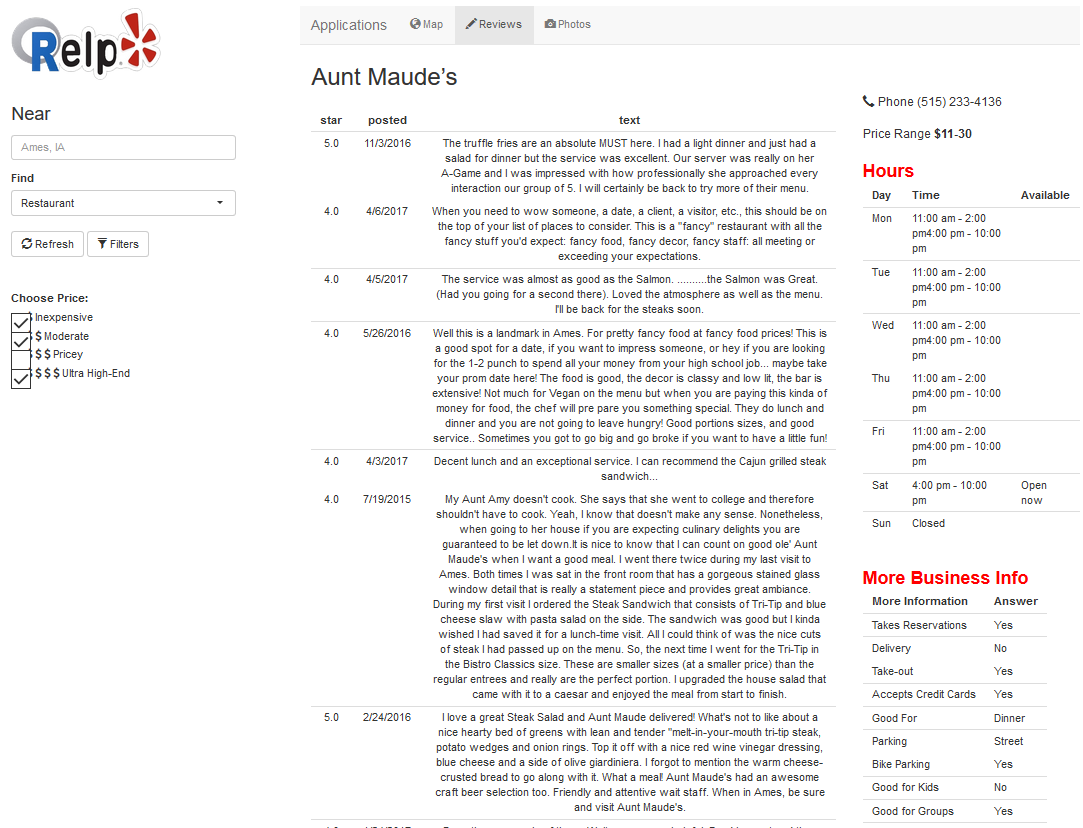 Relp
Applications
Map
Reviews
Photos
Near
Ames, IA
Find
Restaurant
Refresh
Filters
Choose Price:
$ Inexpensive
$ $ Moderate
$ $ $ Pricey
$ $ $ $ Ultra High-End
Aunt Maude's
star posted text
5.0 11/3/2016 The truffle fries are an absolute MUST here. I had a light dinner and just had a
salad for dinner but the service was excellent. Our server was really on her
A-Game and I was impressed with how professionally she approached every
interaction our group of 5. I will certainly be back to try more of their menu.
4.0 4/6/2017 When you need to wow someone, a date, a client, a visitor, etc., this should be on
the top of your list of places to consider. This is a "fancy" restaurant with all the
fancy stuff you'd expect: fancy food, fancy decor, fancy staff: all meeting or
exceeding your expectations.
4.0 4/5/2017 The service was almost as good as the Salmon. ..........the Salmon was Great.
(Had you going for a second there). Loved the atmosphere as well as the menu.
I'll be back for the steaks soon.
4.0 5/26/2016 Well this is a landmark in Ames. For pretty fancy food at fancy food prices! This is
a good spot for a date, if you want to impress someone, or hey if you are looking
for the 1-2 punch to spend all your money from your high school job... maybe take
your prom date here! The food is good, the decor is classy and low lit, the bar is
extensive! Not much for Vegan on the menu but when you are paying this kinda of
money for food, the chef will pre pare you something special. They do lunch and
dinner and you are not going to leave hungry! Good portions sizes, and good
service.. Sometimes you got to go big and go broke if you want to have a little fun!
4.0 4/3/2017 Decent lunch and an exceptional service. I can recommend the Cajun grilled steak
sandwich...
4.0 7/19/2015 My Aunt Amy doesn't cook. She says that she went to college and therefore
shouldn't have to cook. Yeah, I know that doesn't make any sense. Nonetheless,
when going to her house if you are expecting culinary delights you are
guaranteed to be let down.It is nice to know that I can count on good ole' Aunt
Maude's when I want a good meal. I went there twice during my last visit to
Ames. Both times I was sat in the front room that has a gorgeous stained glass
window detail that is really a statement piece and provides great ambiance.
During my first visit I ordered the Steak Sandwich that consists of Tri-Tip and blue
cheese slaw with pasta salad on the side. The sandwich was good but I kinda
wished I had saved it for a lunch-time visit. All I could think of was the nice cuts
of steak I had passed up on the menu. So, the next time I went for the Tri-Tip in
the Bistro Classics size. These are smaller sizes (at a smaller price) than the
regular entrees and really are the perfect portion. I upgraded the house salad that
came with it to a caesar and enjoyed the meal from start to finish.
5.0 2/24/2016 I love a great Steak Salad and Aunt Maude delivered! What's not to like about a
nice hearty bed of greens with lean and tender "melt-in-your-mouth tri-tip steak,
potato wedges and onion rings. Top it off with a nice red wine vinegar dressing,
blue cheese and a side of olive giardiniera. I forgot to mention the warm cheese-
crusted bread to go along with it. What a meal! Aunt Maude's had an awesome
craft beer selection too. Friendly and attentive wait staff. When in Ames, be sure
and visit Aunt Maude's.
Phone (515) 233-4136
Price Range $11-30
Hours
Day Time Available
Mon 11:00 am - 2:00
pm4:00 pm - 10:00
pm
Tue 11:00 am - 2:00
pm4:00 pm - 10:00
pm
Wed 11:00 am - 2:00
pm4:00 pm - 10:00
pm
Thu 11:00 am - 2:00
pm4:00 pm - 10:00
pm
Fri 11:00 am - 2:00
pm4:00 pm - 10:00
pm
Sat 4:00 pm - 10:00 Open
pm now
Sun Closed
More Business Info
More Information Answer
Takes Reservations Yes
Delivery No
Take-out Yes
Accepts Credit Cards Yes
Good For Dinner
Parking Street
Bike Parking Yes
Good for Kids No
Good for Groups Yes